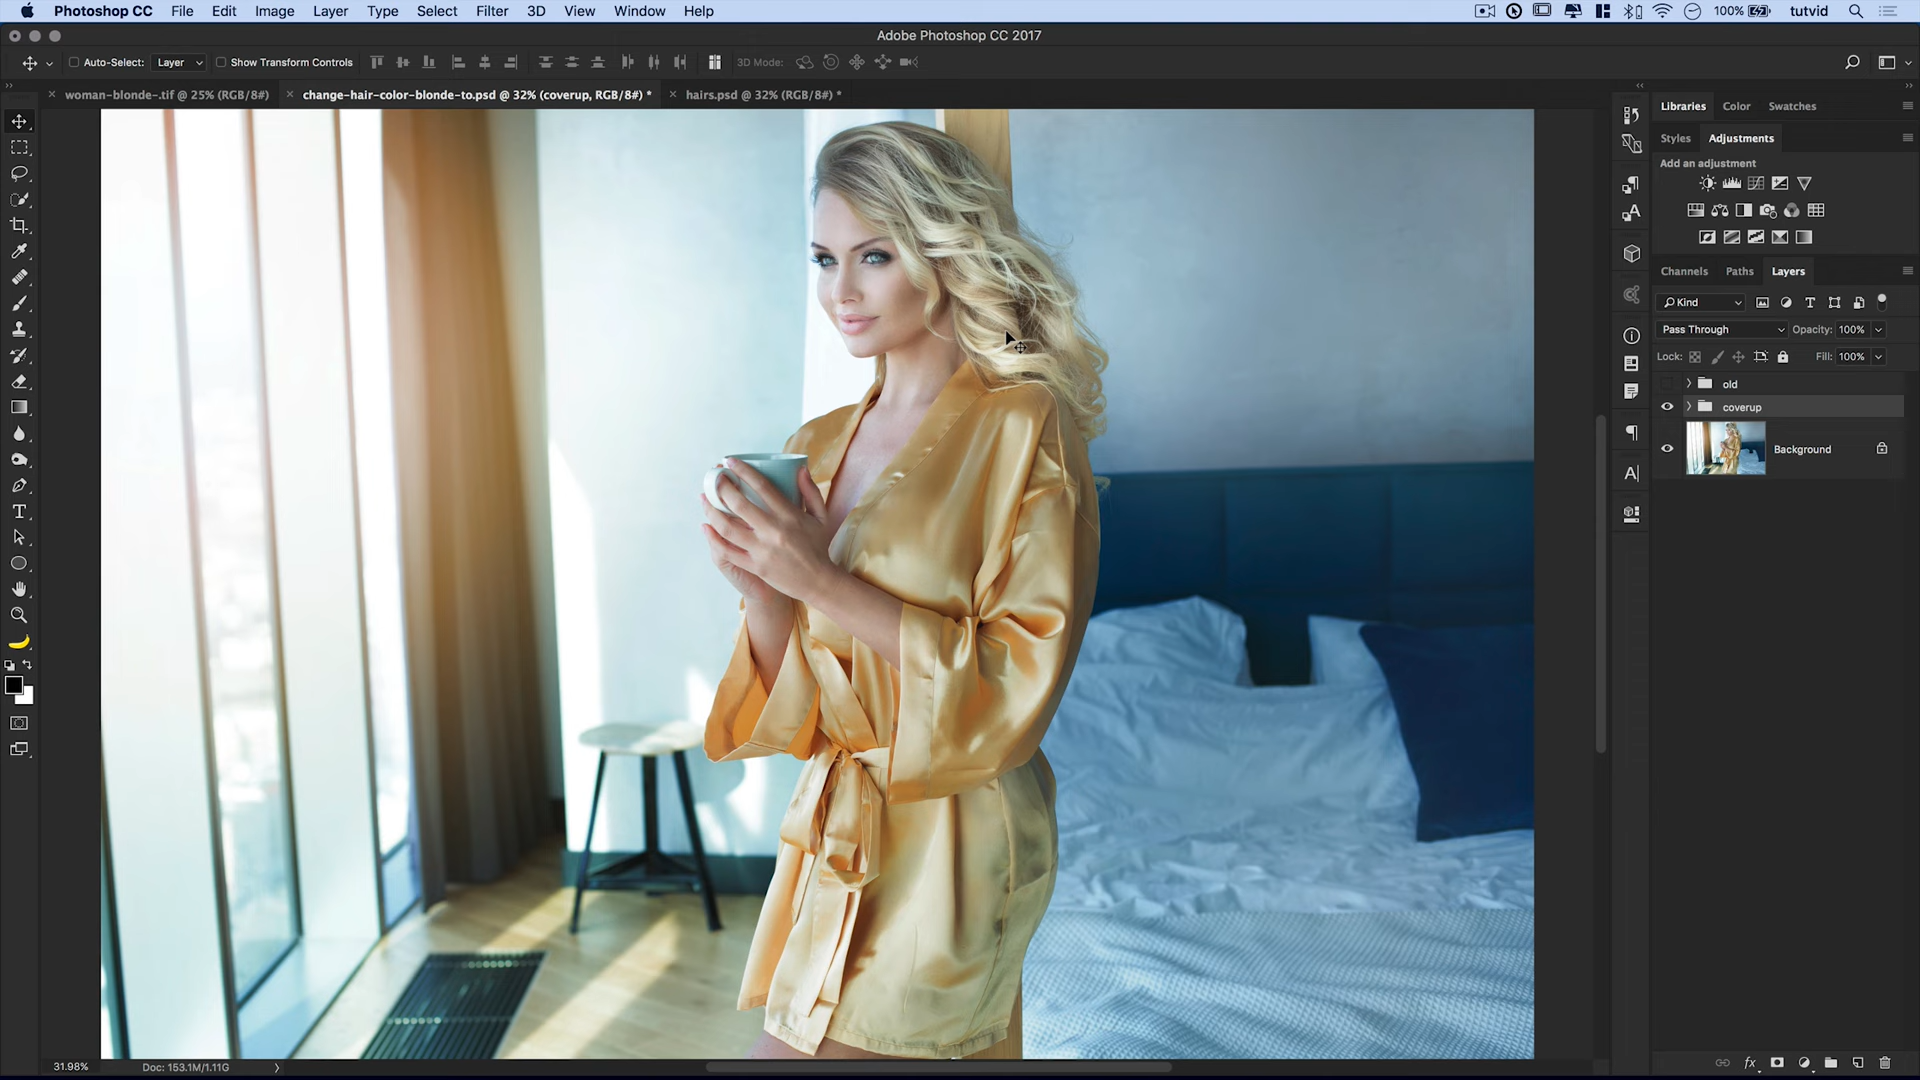 Photoshop CC File Edit Image Layer Type Select Filter 3D View Window Help 100% tutvid
Adobe Photoshop CC 2017
Auto-Select: Layer Show Transform Controls 3D Mode:
woman-blonde-.tif @ 25% (RGB/8#) change-hair-color-blonde-to.psd @ 32% (coverup, RGB/8#) * hairs.psd @ 32% (RGB/8#) *
Libraries Color Swatches
Styles Adjustments
Add an adjustment
Channels Paths Layers
Kind
Pass Through Opacity: 100%
Lock: Fill: 100%
old
coverup
Background
31.98% Doc: 153.1M/1.11G